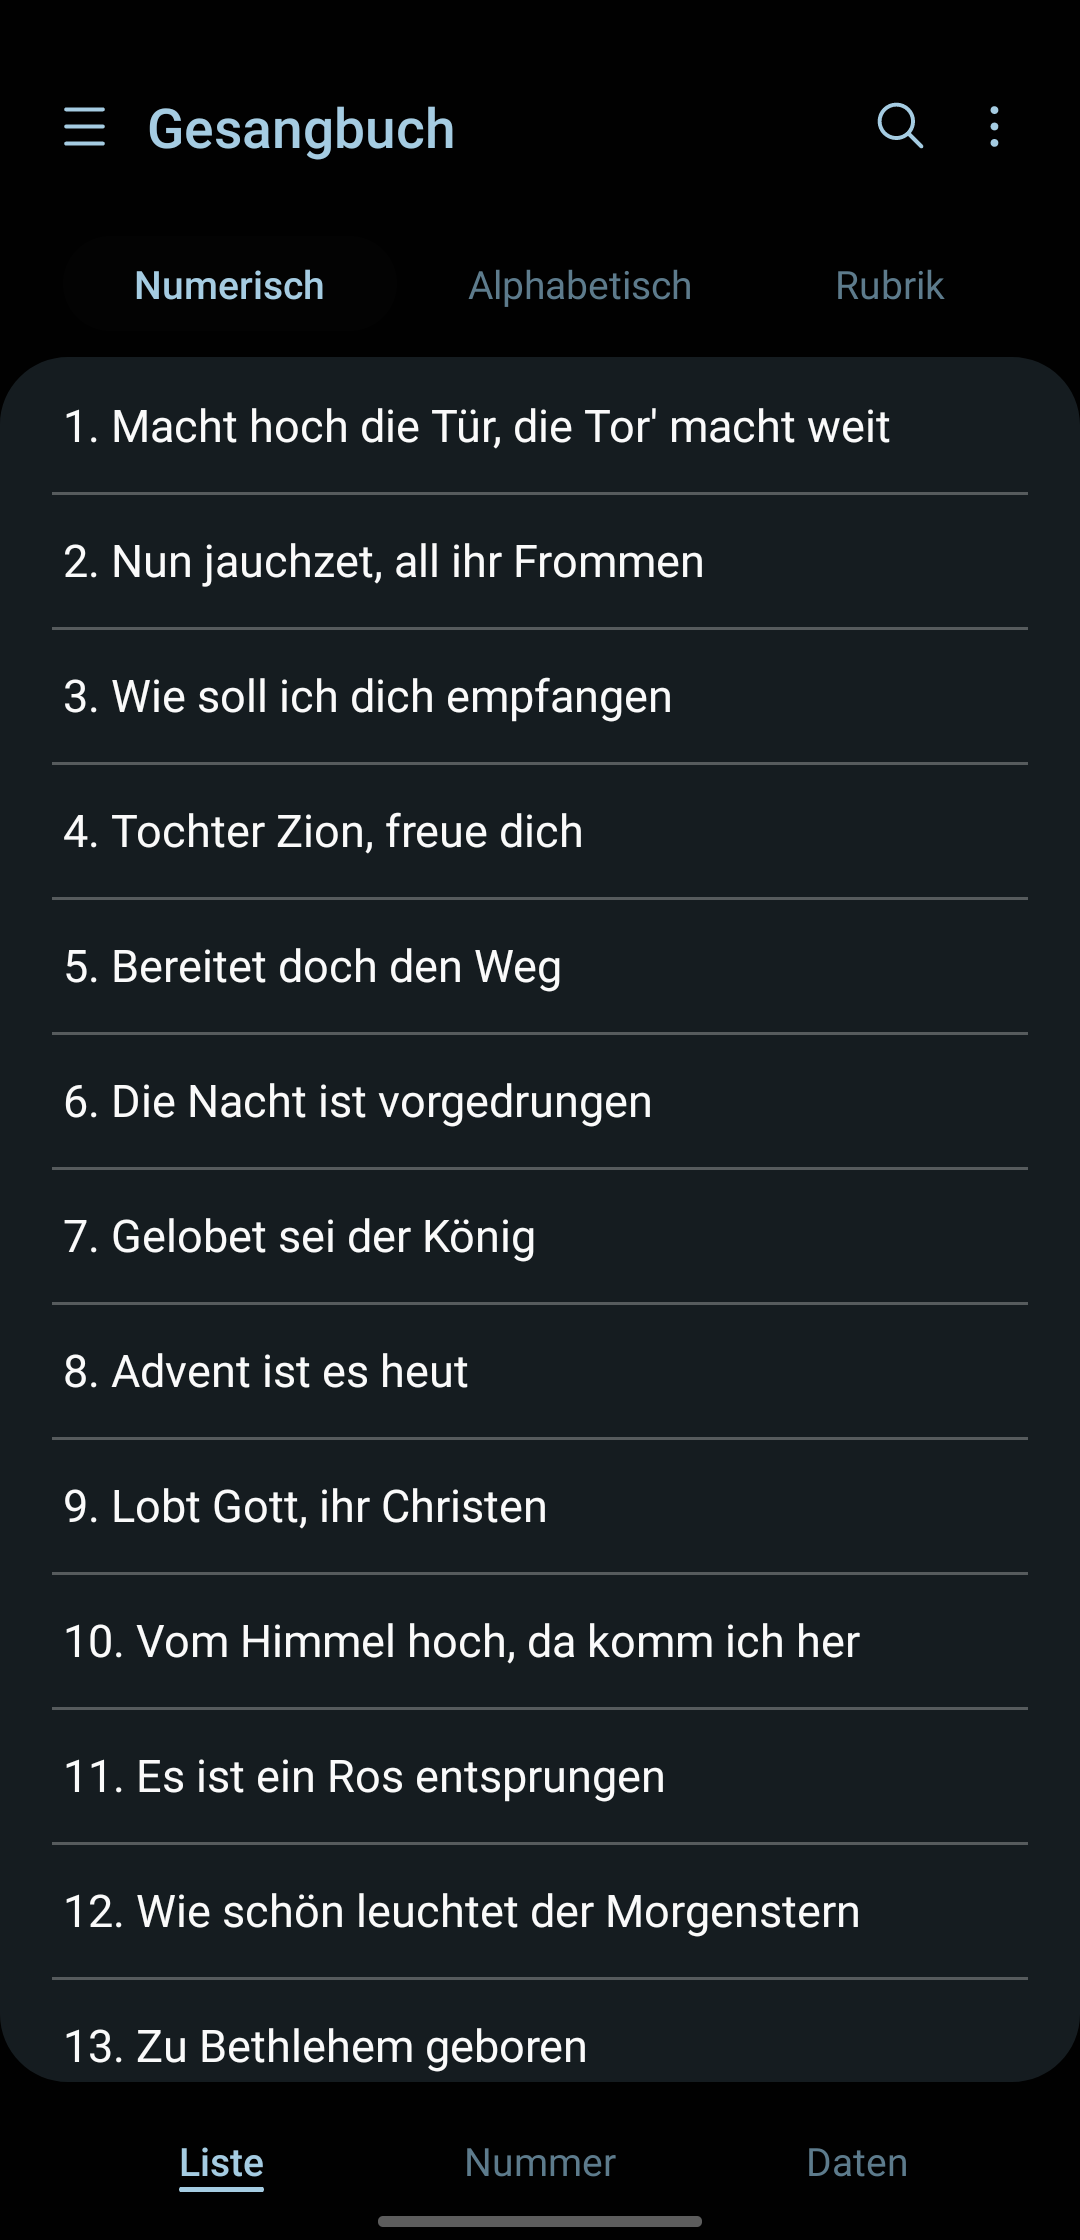 Gesangbuch
Numerisch Alphabetisch Rubrik
1. Macht hoch die Tür, die Tor' macht weit
2. Nun jauchzet, all ihr Frommen
3. Wie soll ich dich empfangen
4. Tochter Zion, freue dich
5. Bereitet doch den Weg
6. Die Nacht ist vorgedrungen
7. Gelobet sei der König
8. Advent ist es heut
9. Lobt Gott, ihr Christen
10. Vom Himmel hoch, da komm ich her
11. Es ist ein Ros entsprungen
12. Wie schön leuchtet der Morgenstern
13. Zu Bethlehem geboren
Liste Nummer Daten